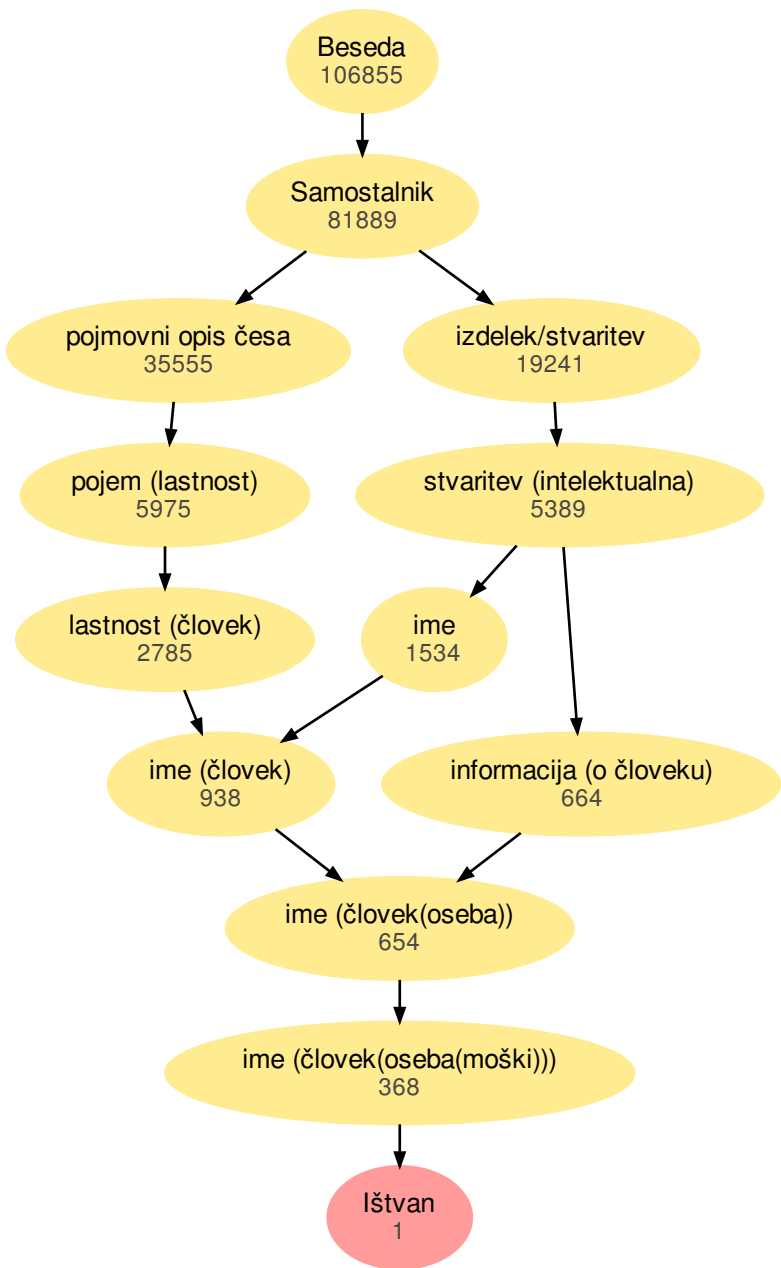 Beseda
106855
Samostalnik
81889
pojmovni opis česa
35555
izdelek/stvaritev
19241
pojem (lastnost)
5975
stvaritev (intelektualna)
5389
lastnost (človek)
2785
ime
1534
ime (človek)
938
informacija (o človeku)
664
ime (človek(oseba))
654
ime (človek(oseba(moški)))
368
Ištvan
1